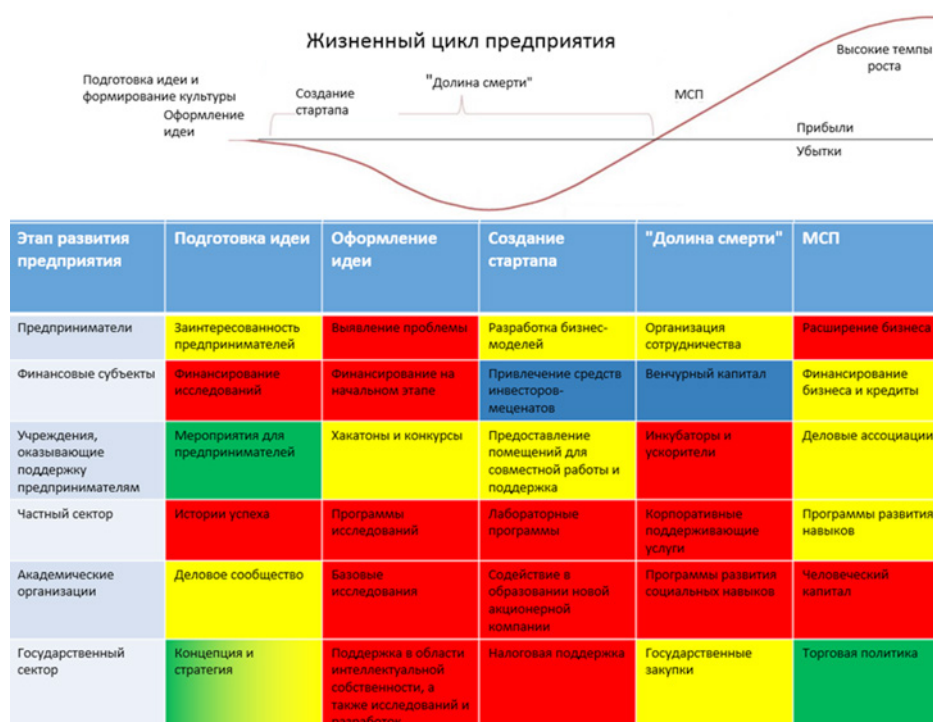 Жизненный цикл предприятия
Высокие темпы
роста
Подготовка идеи и
формирование культуры
Оформление
идеи
Создание
стартапа
"Долина смерти"
МСП
Прибыли
Убытки
Этап развития
предприятия
Подготовка идеи
Оформление
идеи
Создание
стартапа
"Долина смерти"
МСП
Предприниматели
Заинтересованность
предпринимателей
Выявление проблемы
Разработка бизнес-
моделей
Организация
сотрудничества
Расширение бизнеса
Финансовые субъекты
Финансирование
исследований
Финансирование на
начальном этапе
Привлечение средств
инвесторов-
меценатов
Венчурный капитал
Финансирование
бизнеса и кредиты
Учреждения,
оказывающие
поддержку
предпринимателям
Мероприятия для
предпринимателей
Хакатоны и конкурсы
Предоставление
помещений для
совместной работы и
поддержка
Инкубаторы и
ускорители
Деловые ассоциации
Частный сектор
Истории успеха
Программы
исследований
Лабораторные
программы
Корпоративные
поддерживающие
услуги
Программы развития
навыков
Академические
организации
Деловое сообщество
Базовые
исследования
Содействие в
образовании новой
акционерной
компании
Программы развития
социальных навыков
Человеческий
капитал
Государственный
сектор
Концепция и
стратегия
Поддержка в области
интеллектуальной
собственности, а
также исследований и
разработок
Налоговая поддержка
Государственные
закупки
Торговая политика